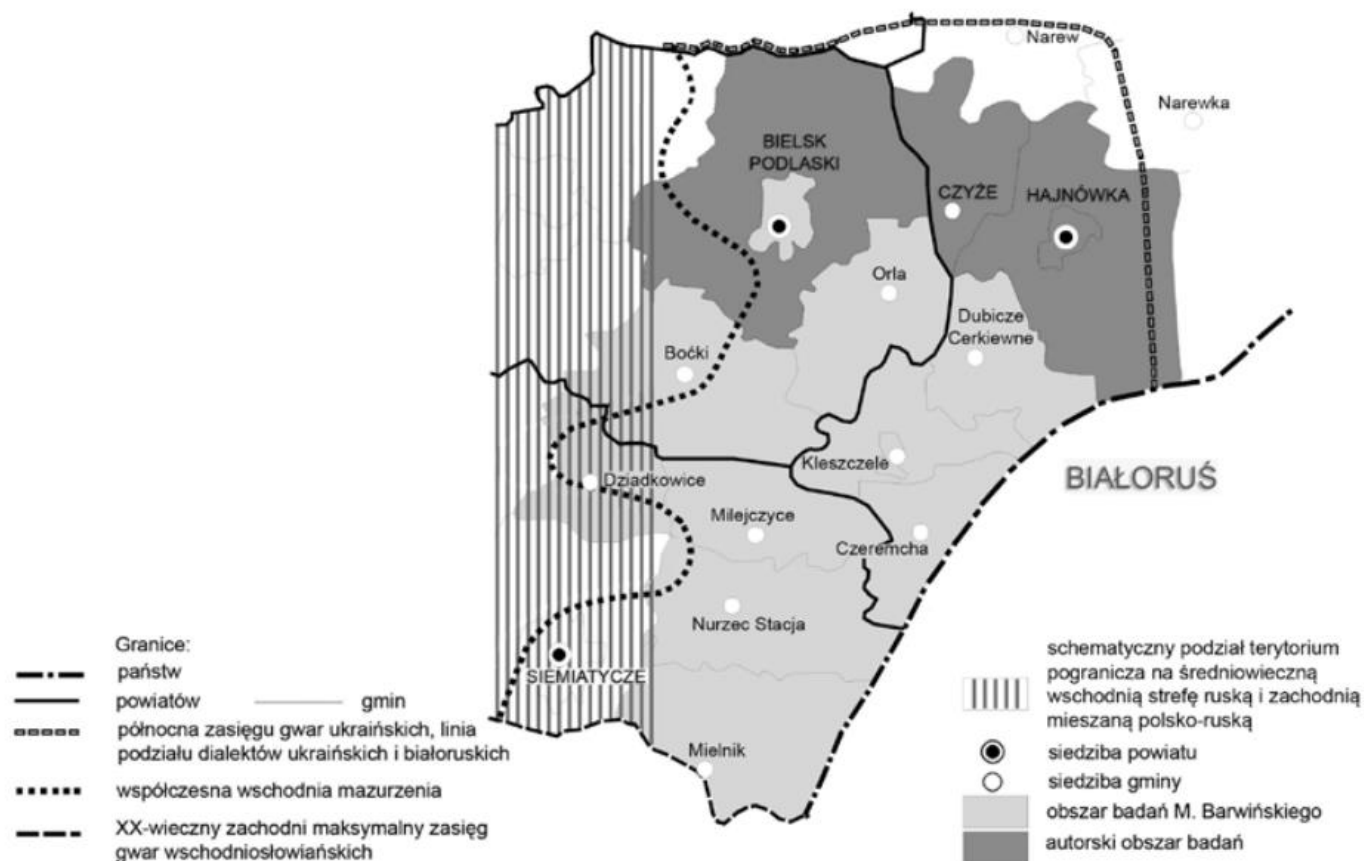 Narew
Narewka
BIELSK
PODLASKI
CZYŻE
HAJNÓWKA
Orla
Dubicze
Cerkiewne
Boćki
Kleszczele
BIAŁORUŚ
Dziadkowice
Milejczyce
Czeremcha
Nurzec Stacja
SIEMIATYCZE
Mielnik
Granice:
państw
powiatów
gmin
północna zasięgu gwar ukraińskich, linia
podziału dialektów ukraińskich i białoruskich
współczesna wschodnia mazurzenia
XX-wieczny zachodni maksymalny zasięg
gwar wschodniosłowiańskich
schematyczny podział terytorium
pogranicza na średniowieczną
wschodnią strefę ruską i zachodnią
mieszaną polsko-ruską
siedziba powiatu
siedziba gminy
obszar badań M. Barwińskiego
autorski obszar badań